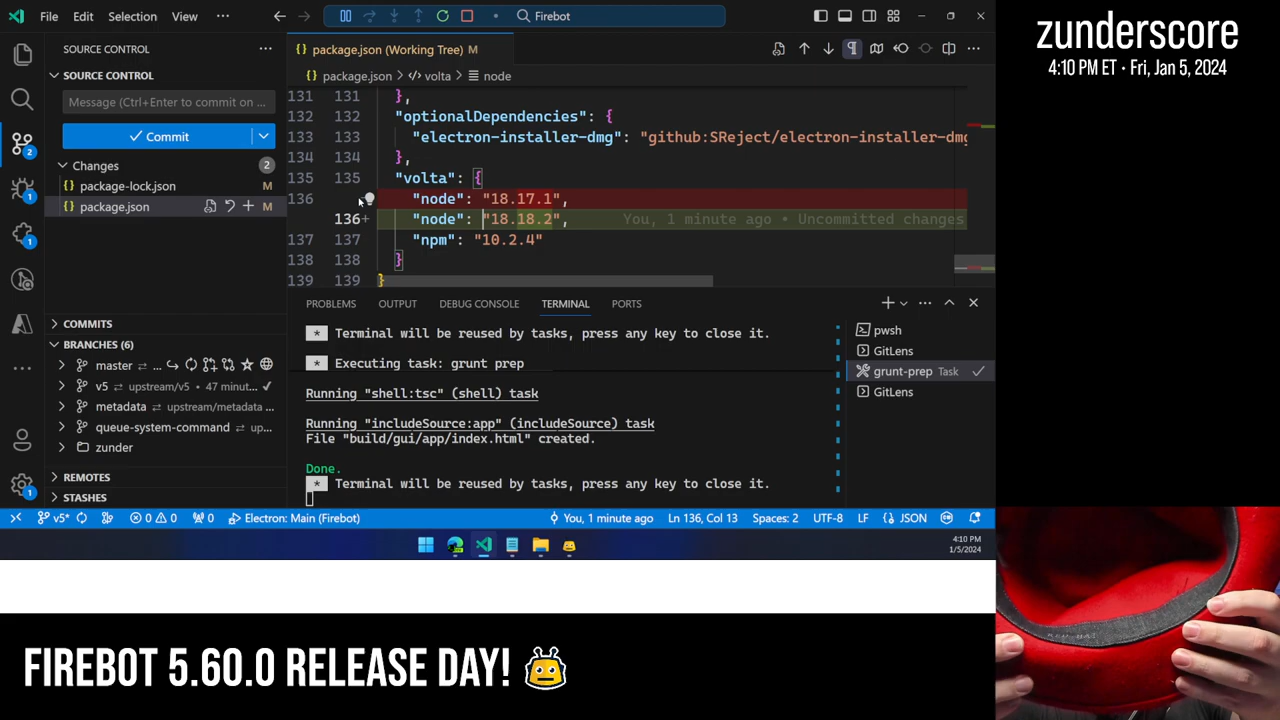 File Edit Selection View ··· Firebot
zunderscore
4:10 PM ET • Fri, Jan 5, 2024
SOURCE CONTROL ···
SOURCE CONTROL
Message (Ctrl+Enter to commit on ...
Commit
Changes 2
package-lock.json M
package.json M
COMMITS
BRANCHES (6)
master
v5 upstream/v5 • 47 minut...
metadata upstream/metadata ...
queue-system-command up...
zunder
REMOTES
STASHES
2
1
1
1
package.json (Working Tree) M
package.json > volta > node
131 131 },
132 132 "optionalDependencies": {
133 133 "electron-installer-dmg": "github:SReject/electron-installer-dmg
134 134 },
135 135 "volta": {
136 "node": "18.17.1",
136+ "node": "18.18.2", You, 1 minute ago • Uncommitted changes
137 137 "npm": "10.2.4"
138 138 }
139 139 }
PROBLEMS OUTPUT DEBUG CONSOLE TERMINAL PORTS
* Terminal will be reused by tasks, press any key to close it.
* Executing task: grunt prep
Running "shell:tsc" (shell) task
Running "includeSource:app" (includeSource) task
File "build/gui/app/index.html" created.
Done.
* Terminal will be reused by tasks, press any key to close it.
pwsh
GitLens
grunt-prep Task
GitLens
v5* 0 0 0 Electron: Main (Firebot) You, 1 minute ago Ln 136, Col 13 Spaces: 2 UTF-8 LF {} JSON
4:10 PM
1/5/2024
FIREBOT 5.60.0 RELEASE DAY!